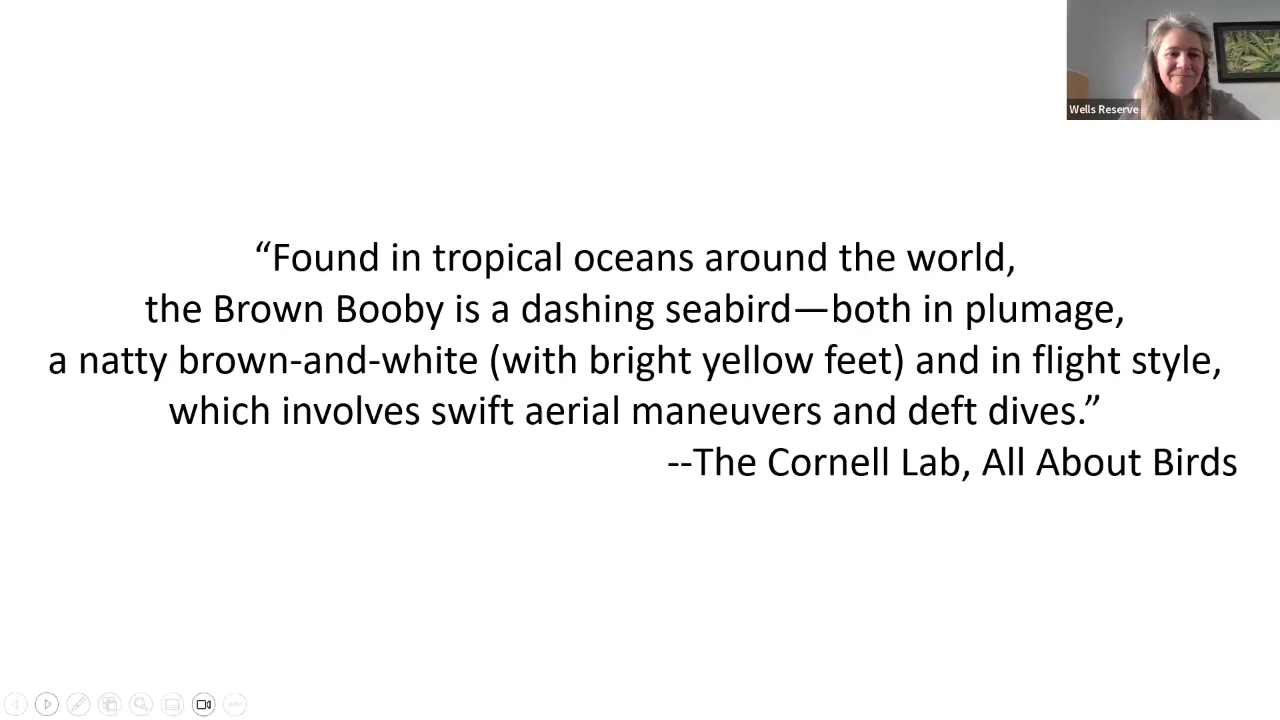 Wells Reserve
“Found in tropical oceans around the world,
the Brown Booby is a dashing seabird—both in plumage,
a natty brown-and-white (with bright yellow feet) and in flight style,
which involves swift aerial maneuvers and deft dives.”
--The Cornell Lab, All About Birds